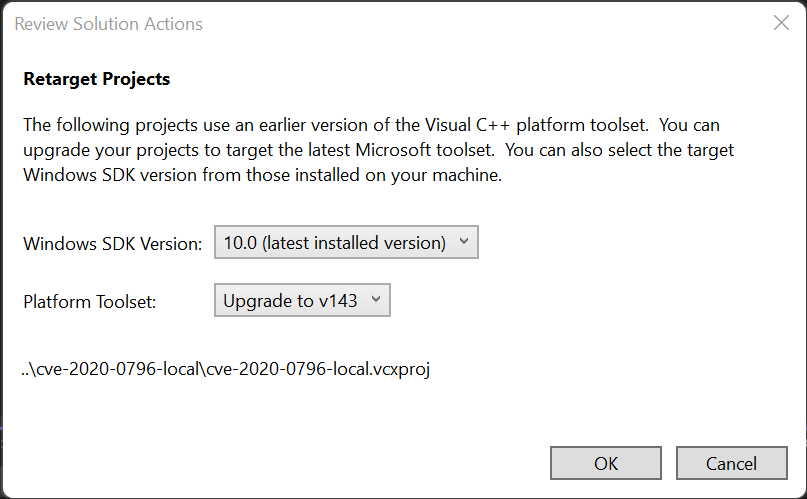 Review Solution Actions
Retarget Projects
The following projects use an earlier version of the Visual C++ platform toolset.  You can
upgrade your projects to target the latest Microsoft toolset.  You can also select the target
Windows SDK version from those installed on your machine.
Windows SDK Version: 10.0 (latest installed version)
Platform Toolset: Upgrade to v143
..\cve-2020-0796-local\cve-2020-0796-local.vcxproj
OK Cancel